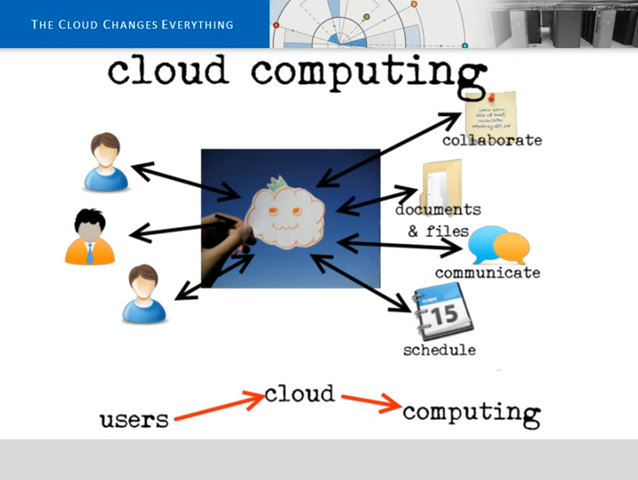 THE CLOUD CHANGES EVERYTHING
cloud computing
collaborate
documents
& files
communicate
15
schedule
cloud
users
computing